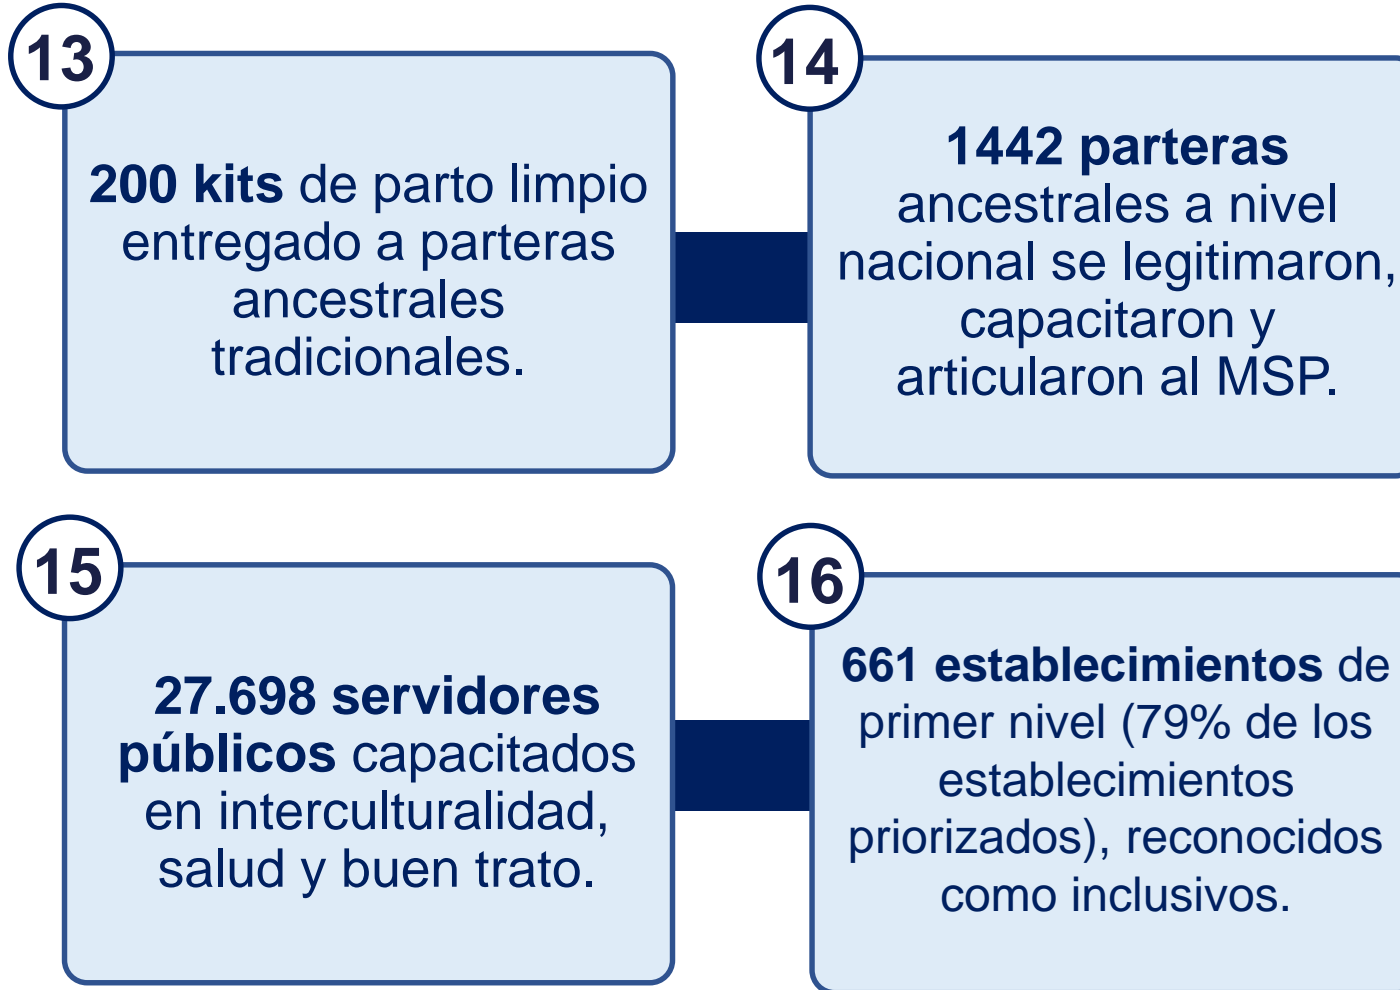 13
200 kits de parto limpio
entregado a parteras
ancestrales
tradicionales.
14
1442 parteras
ancestrales a nivel
nacional se legitimaron,
capacitaron y
articularon al MSP.
15
27.698 servidores
públicos capacitados
en interculturalidad,
salud y buen trato.
16
661 establecimientos de
primer nivel (79% de los
establecimientos
priorizados), reconocidos
como inclusivos.